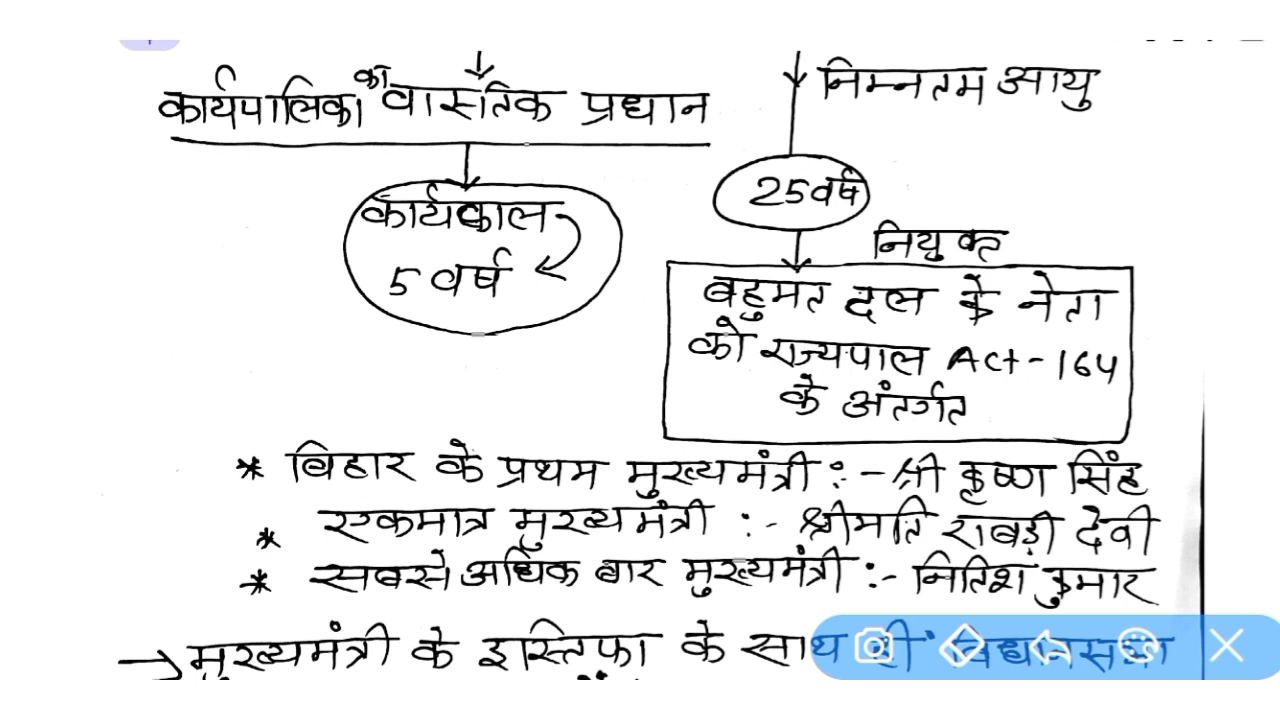 कार्यपालिका का वास्तिक प्रधान
कार्यकाल
5 वर्ष
निम्नतम आयु
25 वर्ष
नियुक्त
बहुमत दल के नेता
को राज्यपाल Act-164
के अंतर्गत
* बिहार के प्रथम मुख्यमंत्री :- श्री कृष्ण सिंह
* एकमात्र मुख्यमंत्री :- श्रीमति राबड़ी देवी
* सबसे अधिक बार मुख्यमंत्री :- नितिश कुमार
→ मुख्यमंत्री के इस्तिफा के साथ ही विधानसभा